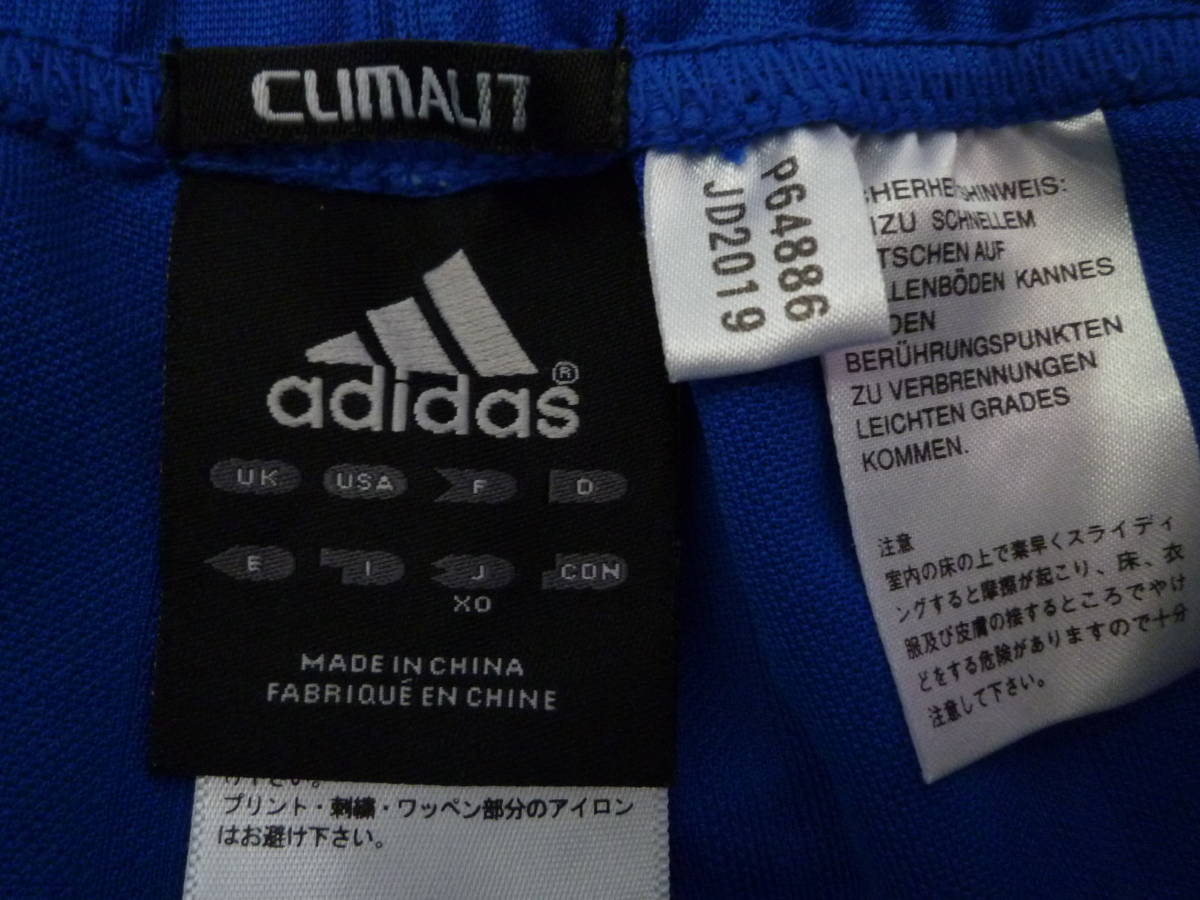 CLIMALIT
adidas®
UK USA F D
E I J CDN
XO
MADE IN CHINA
FABRIQUÉ EN CHINE
プリント・刺繍・ワッペン部分のアイロン
はお避け下さい。
P64886
JD2019
SCHNELLEM
AUF
KANNES
BERÜHRUNGSPUNKTEN
ZU VERBRENNUNGEN
LEICHTEN GRADES
KOMMEN.
注意
室内の床の上で素早くスライディ
ングすると摩擦が起こり、床、衣
服及び皮膚の接するところでやけ
どをする危険がありますので十分
注意して下さい。